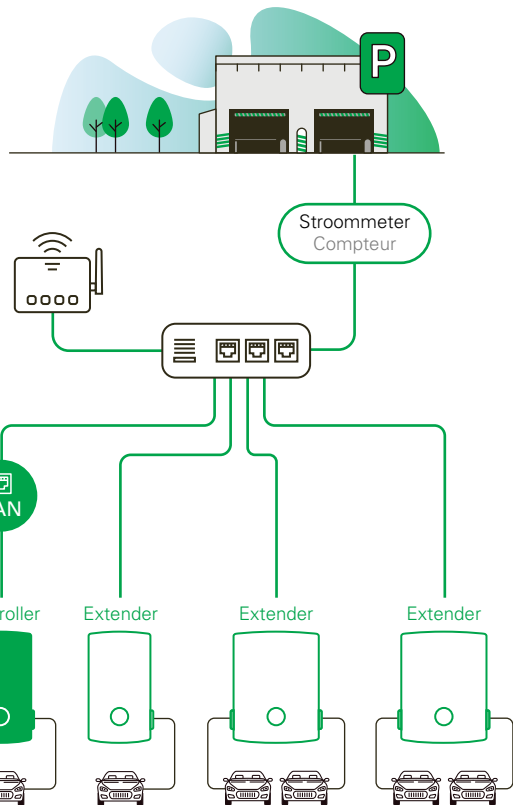 P
Stroommeter
Compteur
AN
roller
Extender
Extender
Extender